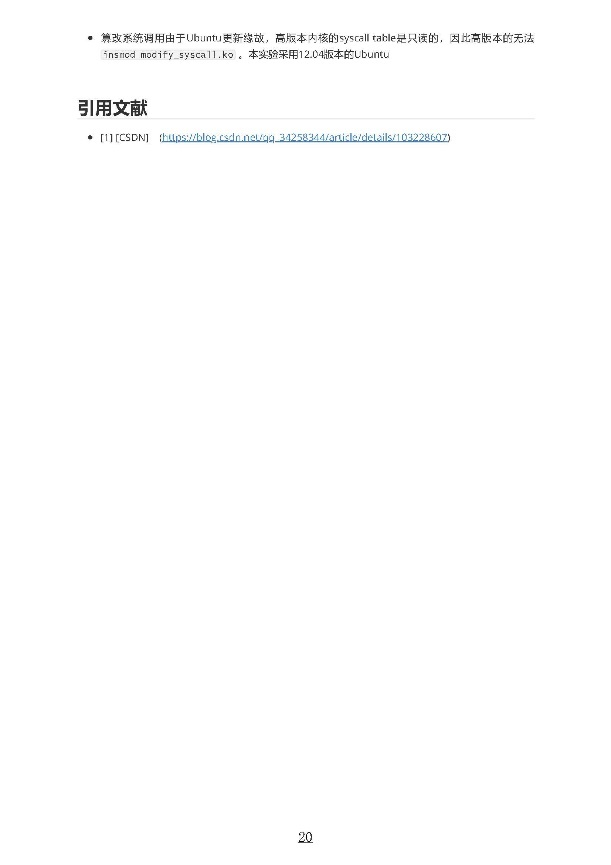 篡改系统调用由于Ubuntu更新缘故，高版本内核的syscall table是只读的，因此高版本的无法
insmod modify_syscall.ko 。本实验采用12.04版本的Ubuntu
引用文献
[1] [CSDN] (https://blog.csdn.net/qq_34258344/article/details/103228607)
20